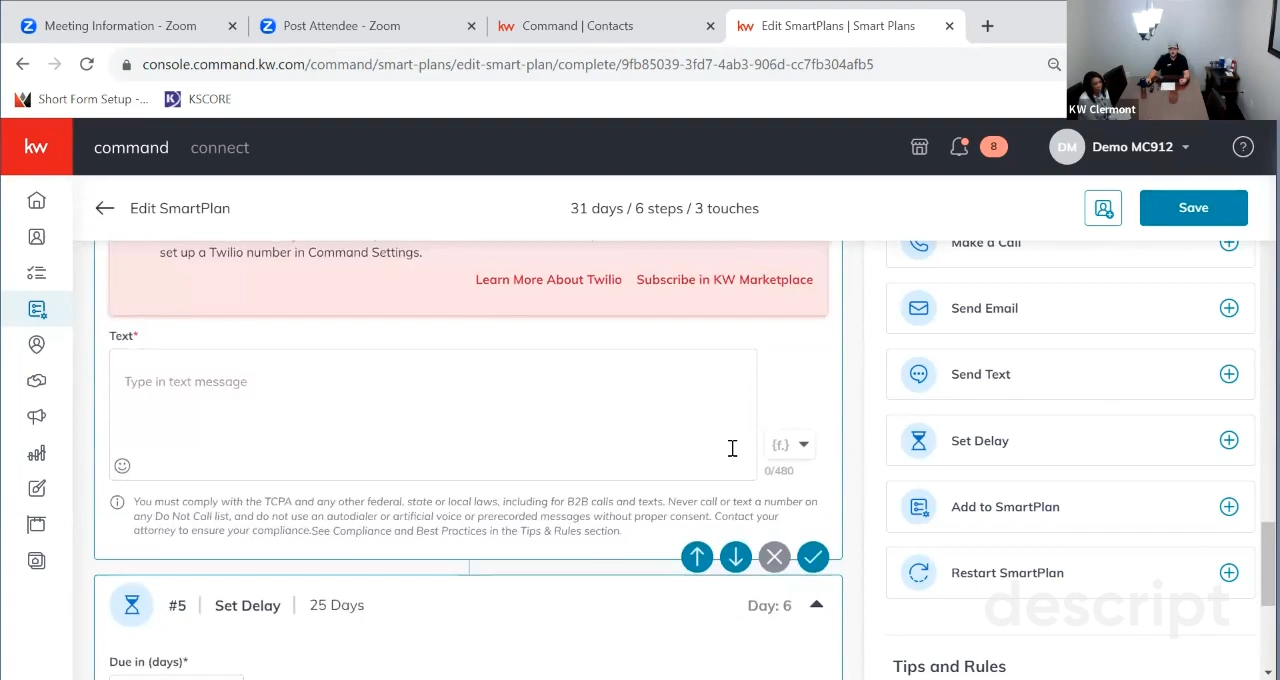 Meeting Information - Zoom
Post Attendee - Zoom
kw Command | Contacts
kw Edit SmartPlans | Smart Plans
console.command.kw.com/command/smart-plans/edit-smart-plan/complete/9fb85039-3fd7-4ab3-906d-cc7fb304afb5
Short Form Setup -...
KSCORE
KW Clermont
kw command connect
8
DM Demo MC912
Edit SmartPlan
31 days / 6 steps / 3 touches
Save
set up a Twilio number in Command Settings.
Learn More About Twilio Subscribe in KW Marketplace
Text*
Type in text message
{f.}
0/480
You must comply with the TCPA and any other federal, state or local laws, including for B2B calls and texts. Never call or text a number on
any Do Not Call list, and do not use an autodialer or artificial voice or prerecorded messages without proper consent. Contact your
attorney to ensure your compliance.See Compliance and Best Practices in the Tips & Rules section.
#5 Set Delay 25 Days
Day: 6
Due in (days)*
Make a Call
Send Email
Send Text
Set Delay
Add to SmartPlan
Restart SmartPlan
descript
Tips and Rules